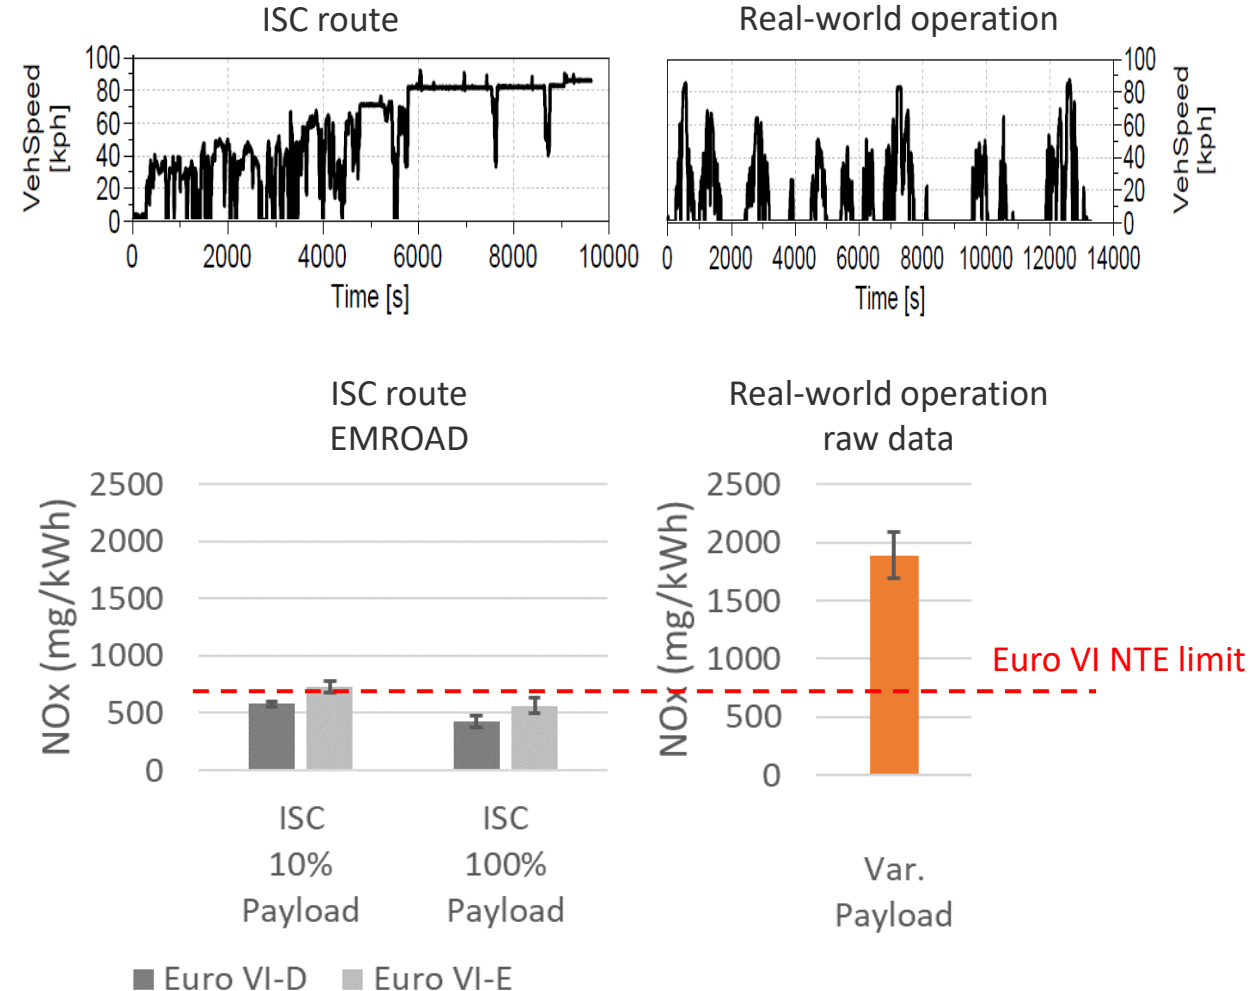 ISC route
VehSpeed
[kph]
100
80
60
40
20
0
0 2000 4000 6000 8000 10000
Time [s]
Real-world operation
100
80
60
40
20
0
VehSpeed
[kph]
0 2000 4000 6000 8000 10000 12000 14000
Time [s]
ISC route
EMROAD
NOx (mg/kWh)
2500
2000
1500
1000
500
0
ISC
10%
Payload
ISC
100%
Payload
Euro VI-D Euro VI-E
Real-world operation
raw data
NOx (mg/kWh)
2500
2000
1500
1000
500
0
Euro VI NTE limit
Var.
Payload